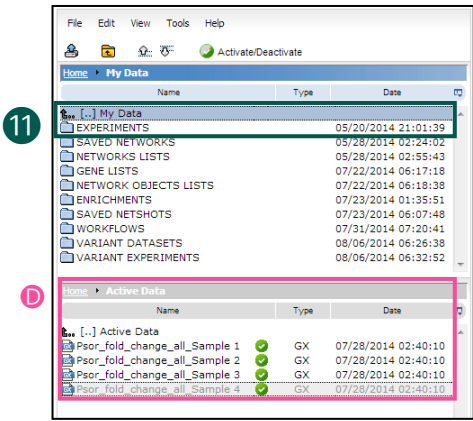 File Edit View Tools Help
Activate/Deactivate
Home My Data
Name Type Date
[..] My Data
11
EXPERIMENTS 05/20/2014 21:01:39
SAVED NETWORKS 05/28/2014 02:24:02
NETWORKS LISTS 05/28/2014 02:55:43
GENE LISTS 07/22/2014 06:17:18
NETWORK OBJECTS LISTS 07/22/2014 06:18:38
ENRICHMENTS 07/23/2014 01:35:51
SAVED NETSHOTS 07/23/2014 06:07:48
WORKFLOWS 07/31/2014 07:20:41
VARIANT DATASETS 08/06/2014 06:26:38
VARIANT EXPERIMENTS 08/06/2014 06:32:52
D
Home Active Data
Name Type Date
[..] Active Data
Psor_fold_change_all_Sample 1 GX 07/28/2014 02:40:10
Psor_fold_change_all_Sample 2 GX 07/28/2014 02:40:10
Psor_fold_change_all_Sample 3 GX 07/28/2014 02:40:10
Psor_fold_change_all_Sample 4 GX 07/28/2014 02:40:10